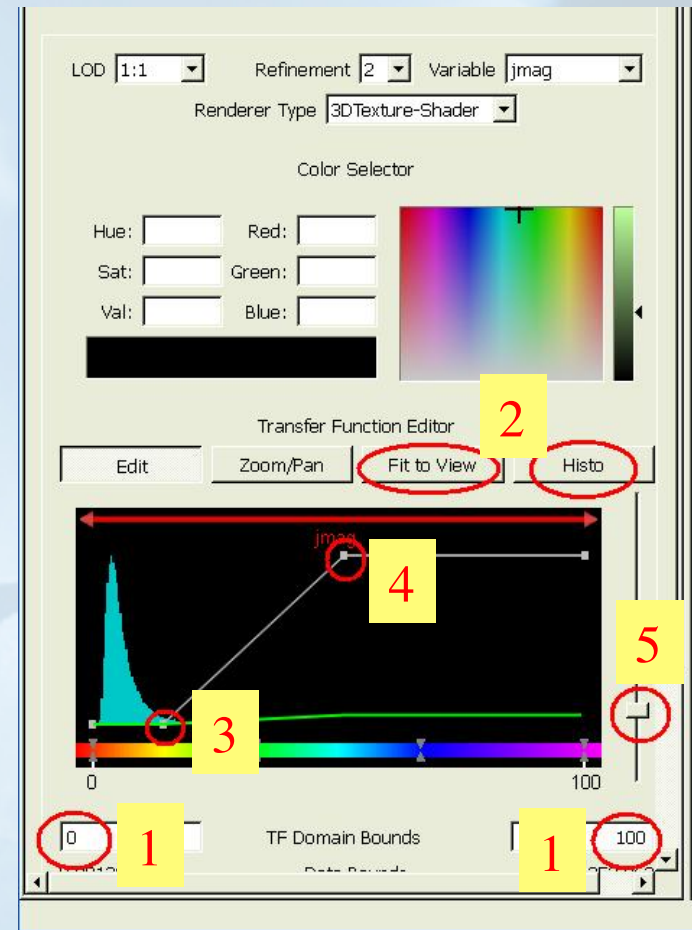 LOD 1:1 Refinement 2 Variable jmag
Renderer Type 3DTexture-Shader
Color Selector
Hue: Red:
Sat: Green:
Val: Blue:
2
Transfer Function Editor
Edit Zoom/Pan Fit to View Histo
jmag
4
5
3
0 100
0 1 TF Domain Bounds 1 100
Data Bounds